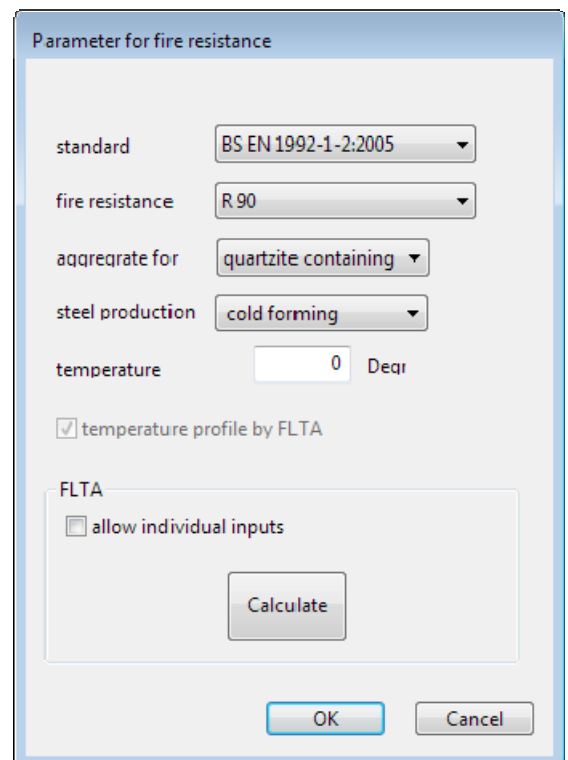 Parameter for fire resistance
standard BS EN 1992-1-2:2005
fire resistance R 90
aggregrate for quartzite containing
steel production cold forming
temperature 0 Degr
temperature profile by FLTA
FLTA
allow individual inputs
Calculate
OK Cancel